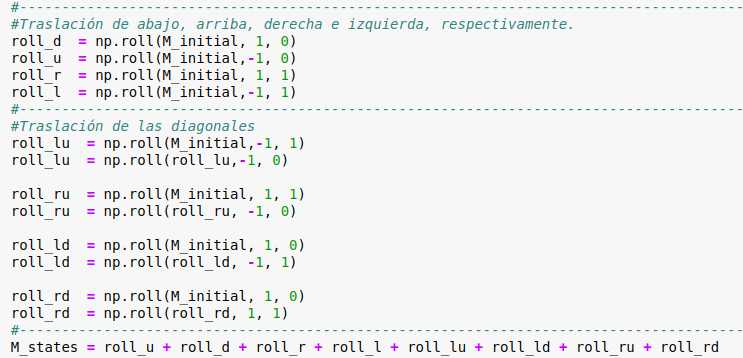 #---------------------------------------------------------------------------------------
#Traslación de abajo, arriba, derecha e izquierda, respectivamente.
roll_d  = np.roll(M_initial, 1, 0)
roll_u  = np.roll(M_initial,-1, 0)
roll_r  = np.roll(M_initial, 1, 1)
roll_l  = np.roll(M_initial,-1, 1)
#---------------------------------------------------------------------------------------
#Traslación de las diagonales
roll_lu  = np.roll(M_initial,-1, 1)
roll_lu  = np.roll(roll_lu,-1, 0)

roll_ru  = np.roll(M_initial, 1, 1)
roll_ru  = np.roll(roll_ru, -1, 0)

roll_ld  = np.roll(M_initial, 1, 0)
roll_ld  = np.roll(roll_ld, -1, 1)

roll_rd  = np.roll(M_initial, 1, 0)
roll_rd  = np.roll(roll_rd, 1, 1)
#---------------------------------------------------------------------------------------
M_states = roll_u + roll_d + roll_r + roll_l + roll_lu + roll_ld + roll_ru + roll_rd